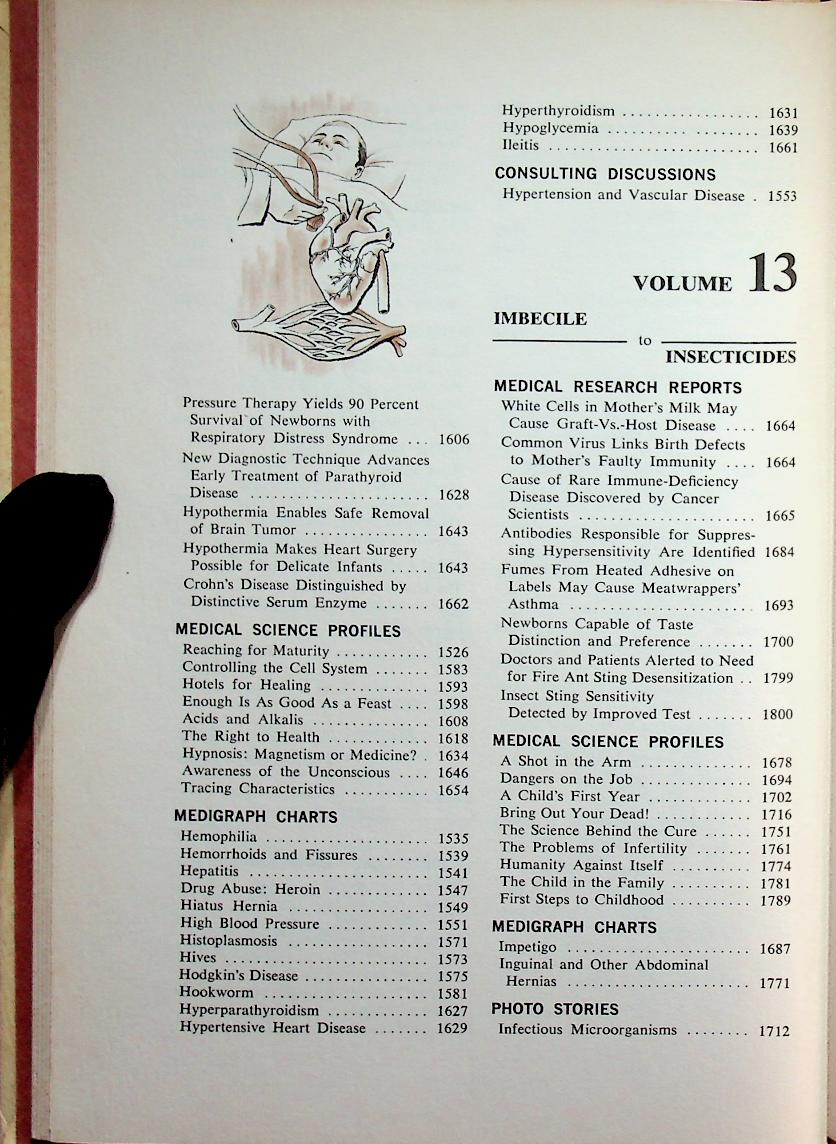 Pressure Therapy Yields 90 Percent
Survival of Newborns with
Respiratory Distress Syndrome ... 1606
New Diagnostic Technique Advances
Early Treatment of Parathyroid
Disease ...................... 1628
Hypothermia Enables Safe Removal
of Brain Tumor ............... 1643
Hypothermia Makes Heart Surgery
Possible for Delicate Infants ..... 1643
Crohn's Disease Distinguished by
Distinctive Serum Enzyme ....... 1662
MEDICAL SCIENCE PROFILES
Reaching for Maturity ............ 1526
Controlling the Cell System ....... 1583
Hotels for Healing ............. 1593
Enough Is As Good As a Feast .... 1598
Acids and Alkalis .............. 1608
The Right to Health ............. 1618
Hypnosis: Magnetism or Medicine? . 1634
Awareness of the Unconscious .... 1646
Tracing Characteristics .......... 1654
MEDIGRAPH CHARTS
Hemophilia .................... 1535
Hemorrhoids and Fissures ........ 1539
Hepatitis ...................... 1541
Drug Abuse: Heroin ............ 1547
Hiatus Hernia ................. 1549
High Blood Pressure ............ 1551
Histoplasmosis ................. 1571
Hives ......................... 1573
Hodgkin's Disease ............... 1575
Hookworm .................... 1581
Hyperparathyroidism ............ 1627
Hypertensive Heart Disease ....... 1629
Hyperthyroidism ................. 1631
Hypoglycemia .......... ........ 1639
Ileitis .......................... 1661
CONSULTING DISCUSSIONS
Hypertension and Vascular Disease . 1553
VOLUME 13
IMBECILE
to
INSECTICIDES
MEDICAL RESEARCH REPORTS
White Cells in Mother's Milk May
Cause Graft-Vs.-Host Disease .... 1664
Common Virus Links Birth Defects
to Mother's Faulty Immunity .... 1664
Cause of Rare Immune-Deficiency
Disease Discovered by Cancer
Scientists ..................... 1665
Antibodies Responsible for Suppres-
sing Hypersensitivity Are Identified 1684
Fumes From Heated Adhesive on
Labels May Cause Meatwrappers'
Asthma ...................... 1693
Newborns Capable of Taste
Distinction and Preference ....... 1700
Doctors and Patients Alerted to Need
for Fire Ant Sting Desensitization .. 1799
Insect Sting Sensitivity
Detected by Improved Test ....... 1800
MEDICAL SCIENCE PROFILES
A Shot in the Arm .............. 1678
Dangers on the Job .............. 1694
A Child's First Year ............. 1702
Bring Out Your Dead! ............ 1716
The Science Behind the Cure ...... 1751
The Problems of Infertility ....... 1761
Humanity Against Itself .......... 1774
The Child in the Family .......... 1781
First Steps to Childhood .......... 1789
MEDIGRAPH CHARTS
Impetigo ...................... 1687
Inguinal and Other Abdominal
Hernias ...................... 1771
PHOTO STORIES
Infectious Microorganisms ........ 1712